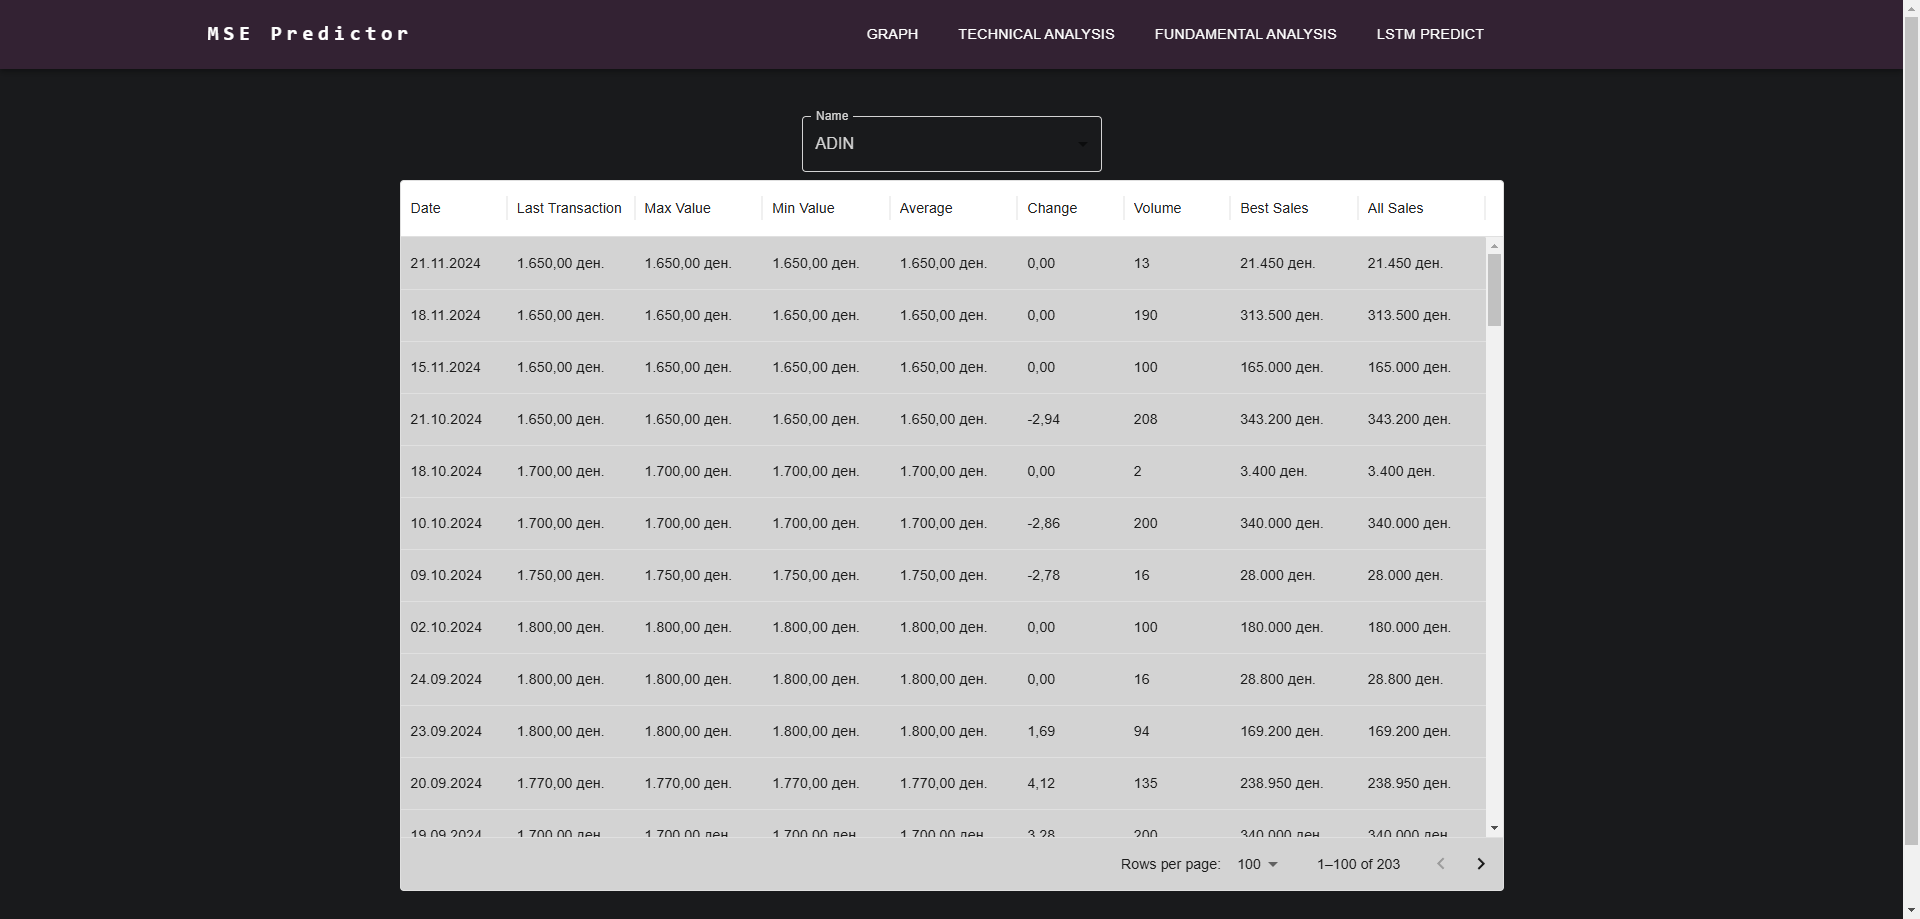 MSE Predictor GRAPH TECHNICAL ANALYSIS FUNDAMENTAL ANALYSIS LSTM PREDICT
Name
ADIN
Date Last Transaction Max Value Min Value Average Change Volume Best Sales All Sales
21.11.2024 1.650,00 ден. 1.650,00 ден. 1.650,00 ден. 1.650,00 ден. 0,00 13 21.450 ден. 21.450 ден.
18.11.2024 1.650,00 ден. 1.650,00 ден. 1.650,00 ден. 1.650,00 ден. 0,00 190 313.500 ден. 313.500 ден.
15.11.2024 1.650,00 ден. 1.650,00 ден. 1.650,00 ден. 1.650,00 ден. 0,00 100 165.000 ден. 165.000 ден.
21.10.2024 1.650,00 ден. 1.650,00 ден. 1.650,00 ден. 1.650,00 ден. -2,94 208 343.200 ден. 343.200 ден.
18.10.2024 1.700,00 ден. 1.700,00 ден. 1.700,00 ден. 1.700,00 ден. 0,00 2 3.400 ден. 3.400 ден.
10.10.2024 1.700,00 ден. 1.700,00 ден. 1.700,00 ден. 1.700,00 ден. -2,86 200 340.000 ден. 340.000 ден.
09.10.2024 1.750,00 ден. 1.750,00 ден. 1.750,00 ден. 1.750,00 ден. -2,78 16 28.000 ден. 28.000 ден.
02.10.2024 1.800,00 ден. 1.800,00 ден. 1.800,00 ден. 1.800,00 ден. 0,00 100 180.000 ден. 180.000 ден.
24.09.2024 1.800,00 ден. 1.800,00 ден. 1.800,00 ден. 1.800,00 ден. 0,00 16 28.800 ден. 28.800 ден.
23.09.2024 1.800,00 ден. 1.800,00 ден. 1.800,00 ден. 1.800,00 ден. 1,69 94 169.200 ден. 169.200 ден.
20.09.2024 1.770,00 ден. 1.770,00 ден. 1.770,00 ден. 1.770,00 ден. 4,12 135 238.950 ден. 238.950 ден.
19.09.2024 1.700,00 ден. 1.700,00 ден. 1.700,00 ден. 1.700,00 ден. 3,28 200 340.000 ден. 340.000 ден.
Rows per page: 100 1–100 of 203